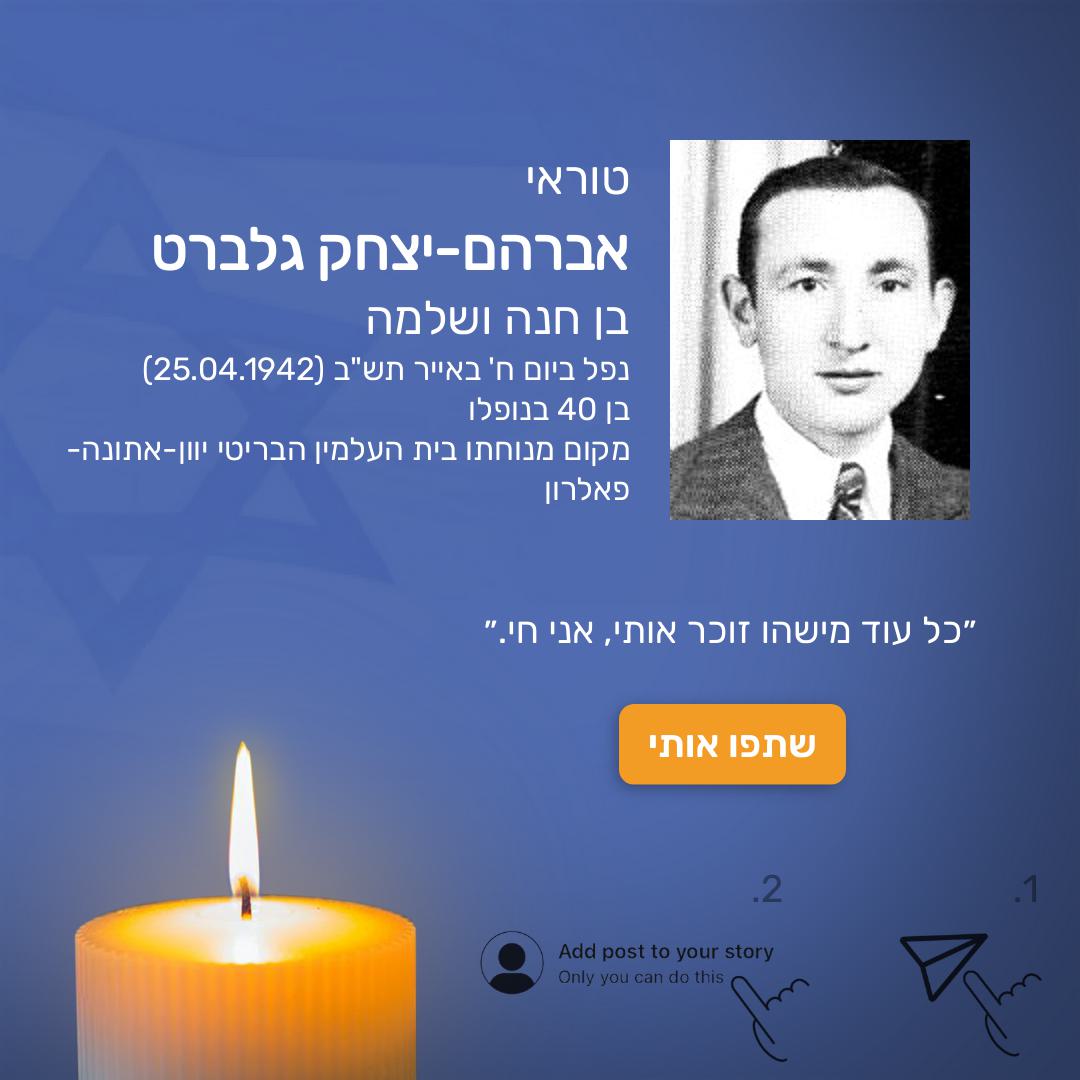 טוראי
אברהם-יצחק גלברט
בן חנה ושלמה
נפל ביום ח' באייר תש"ב (25.04.1942)
בן 40 בנופלו
מקום מנוחתו בית העלמין הבריטי יוון-אתונה-
פאלרון
״כל עוד מישהו זוכר אותי, אני חי.״
שתפו אותי
.1
.2
Add post to your story
Only you can do this